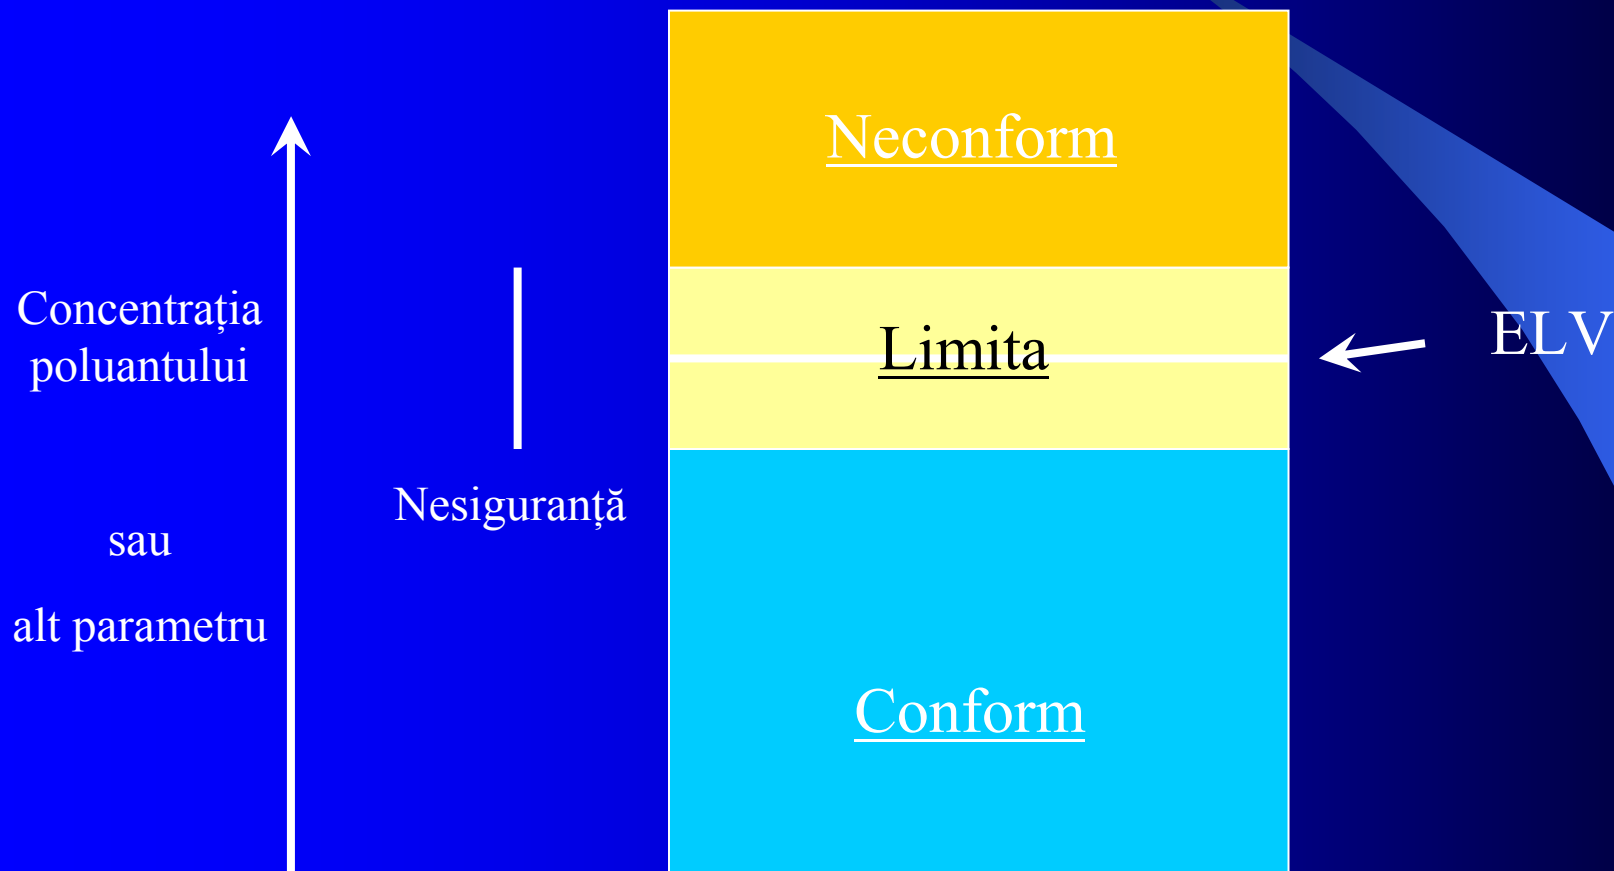 Neconform
Concentrația
poluantului
Limita
ELV
Nesiguranță
sau
alt parametru
Conform